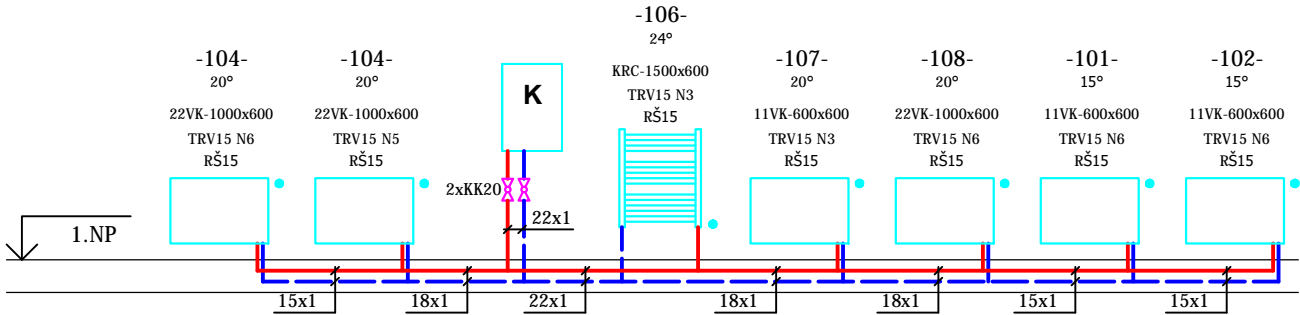 -104-
20°
22VK-1000x600
TRV15 N6
RŠ15
-104-
20°
22VK-1000x600
TRV15 N5
RŠ15
K
2xKK20
22x1
-106-
24°
KRC-1500x600
TRV15 N3
RŠ15
-107-
20°
11VK-600x600
TRV15 N3
RŠ15
-108-
20°
22VK-1000x600
TRV15 N6
RŠ15
-101-
15°
11VK-600x600
TRV15 N6
RŠ15
-102-
15°
11VK-600x600
TRV15 N6
RŠ15
1.NP
15x1
18x1
22x1
18x1
18x1
15x1
15x1